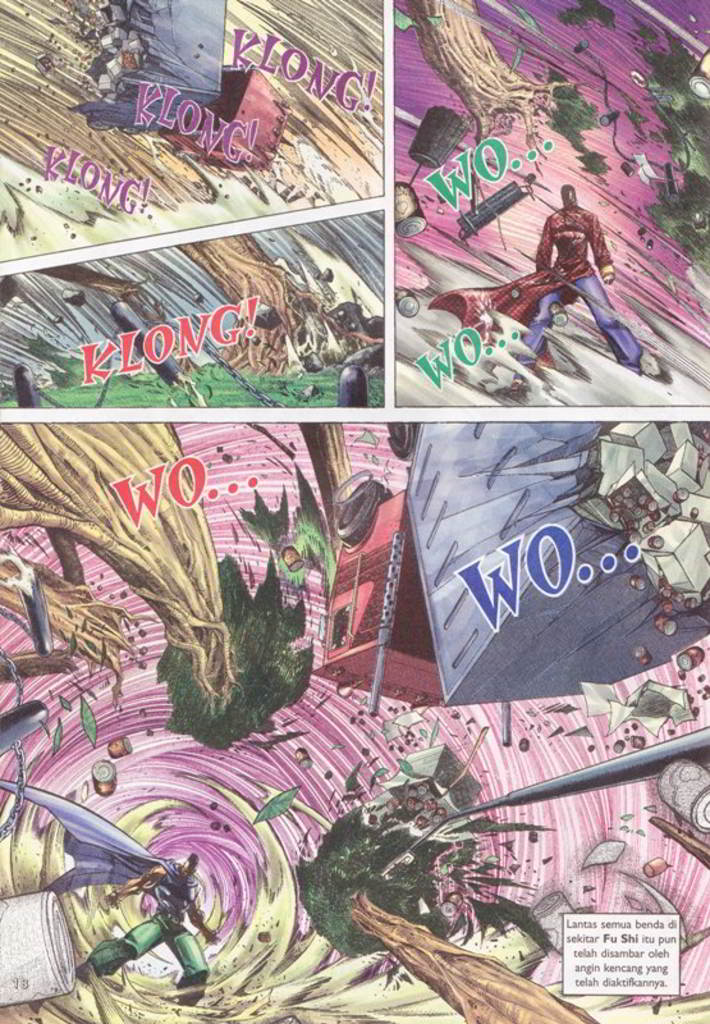 KLONG!
KLONG!
KLONG!
WO...
WO...
KLONG!
WO...
WO...
Lantas semua benda di
sekitar Fu Shi itu pun
telah disambar oleh
angin kencang yang
telah diaktifkannya.
18